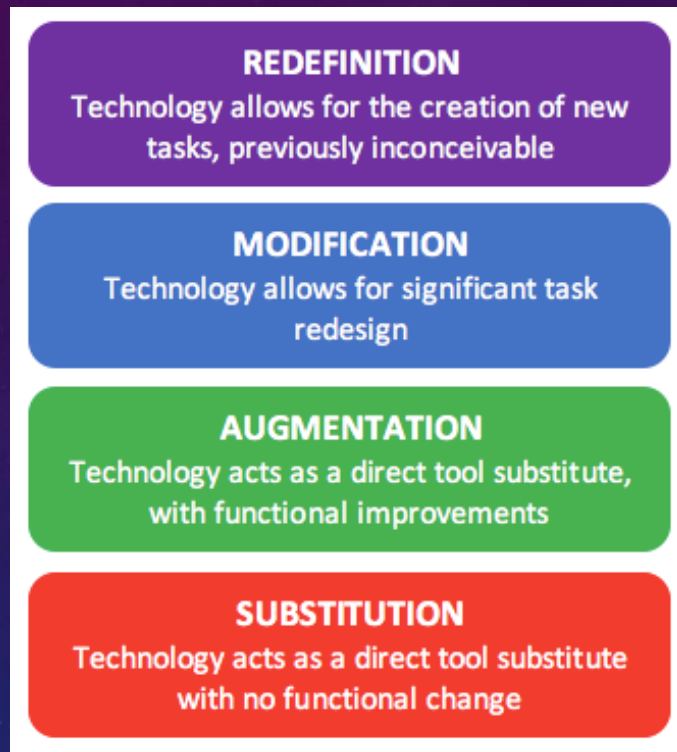 REDEFINITION
Technology allows for the creation of new
tasks, previously inconceivable
MODIFICATION
Technology allows for significant task
redesign
AUGMENTATION
Technology acts as a direct tool substitute,
with functional improvements
SUBSTITUTION
Technology acts as a direct tool substitute
with no functional change